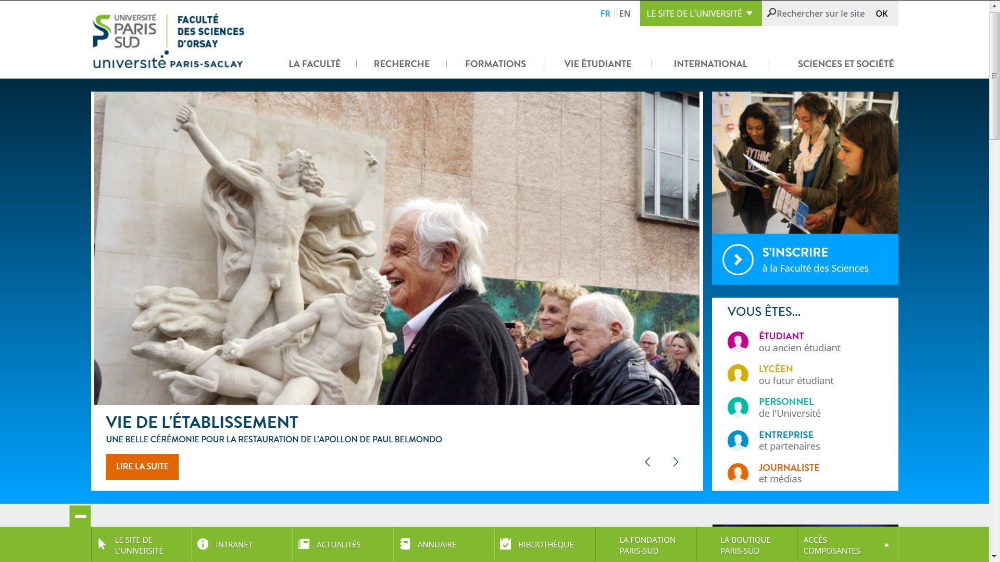 UNIVERSITÉ
PARIS
SUD
FACULTÉ
DES SCIENCES
D'ORSAY
université PARIS-SACLAY
FR | EN
LE SITE DE L'UNIVERSITÉ
Rechercher sur le site
OK
LA FACULTÉ
RECHERCHE
FORMATIONS
VIE ÉTUDIANTE
INTERNATIONAL
SCIENCES ET SOCIÉTÉ
VIE DE L'ÉTABLISSEMENT
UNE BELLE CÉRÉMONIE POUR LA RESTAURATION DE L’APOLLON DE PAUL BELMONDO
LIRE LA SUITE
S’INSCRIRE
à la Faculté des Sciences
VOUS ÊTES...
ÉTUDIANT
ou ancien étudiant
LYCÉEN
ou futur étudiant
PERSONNEL
de l'Université
ENTREPRISE
et partenaires
JOURNALISTE
et médias
LE SITE DE
L'UNIVERSITÉ
INTRANET
ACTUALITÉS
ANNUAIRE
BIBLIOTHÈQUE
LA FONDATION
PARIS-SUD
LA BOUTIQUE
PARIS-SUD
ACCÈS
COMPOSANTES